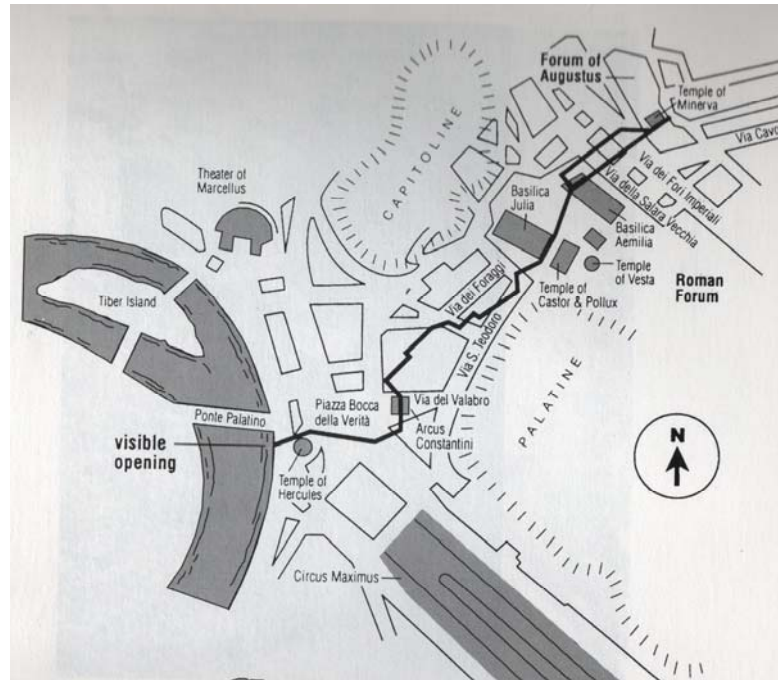 Forum of
Augustus
Temple of
Minerva
Via Cavo
Via dei Fori Imperiali
Via della Salara Vecchia
CAPITOLINE
Theater of
Marcellus
Basilica
Julia
Basilica
Aemilia
Temple
of Vesta
Roman
Forum
Temple of
Castor & Pollux
Tiber Island
Via dei Foraggi
Via S. Teodoro
PALATINE
Ponte Palatino
Piazza Bocca
della Verità
Via del Valabro
Arcus
Constantini
visible
opening
Temple of
Hercules
N
Circus Maximus